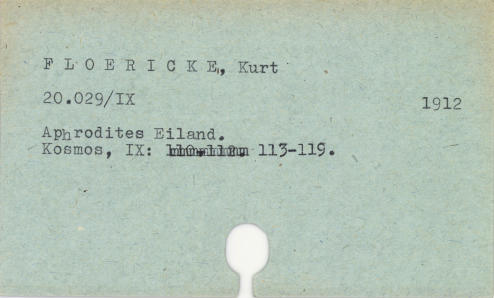 F L O E R I C K E, Kurt
20.029/IX 1912
Aphrodites Eiland.
Kosmos, IX: 113-119.